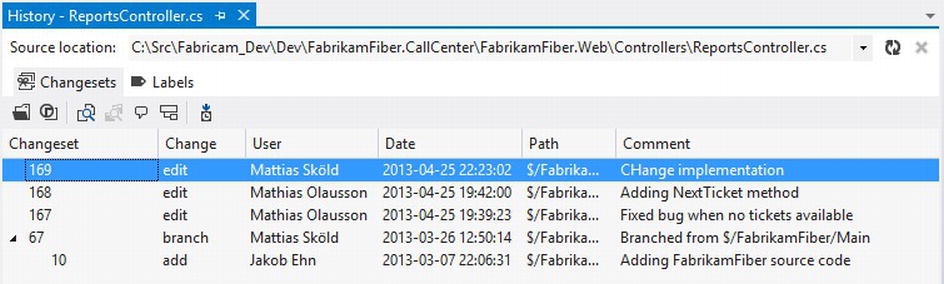 History - ReportsController.cs
Source location: C:\Src\Fabricam_Dev\Dev\FabrikamFiber.CallCenter\FabrikamFiber.Web\Controllers\ReportsController.cs
Changesets Labels
Changeset Change User Date Path Comment
169 edit Mattias Sköld 2013-04-25 22:23:02 $/Fabrika... CHange implementation
168 edit Mathias Olausson 2013-04-25 19:42:00 $/Fabrika... Adding NextTicket method
167 edit Mathias Olausson 2013-04-25 19:39:23 $/Fabrika... Fixed bug when no tickets available
67 branch Mattias Sköld 2013-03-26 12:50:14 $/Fabrika... Branched from $/FabrikamFiber/Main
10 add Jakob Ehn 2013-03-07 22:06:31 $/Fabrika... Adding FabrikamFiber source code